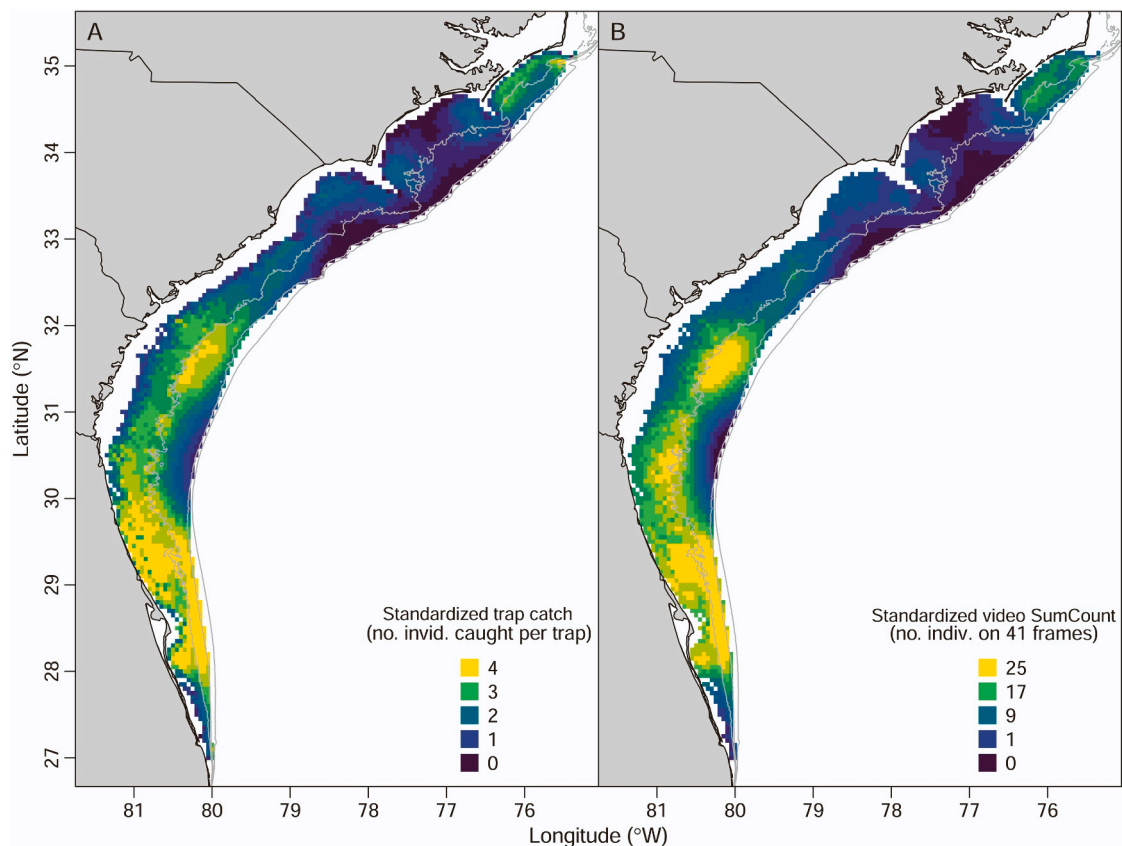 A
B
35
34
33
32
31
30
29
28
27
Latitude (°N)
Standardized trap catch
(no. invid. caught per trap)
4
3
2
1
0
Standardized video SumCount
(no. indiv. on 41 frames)
25
17
9
1
0
81 80 79 78 77 76
81 80 79 78 77 76
Longitude (°W)